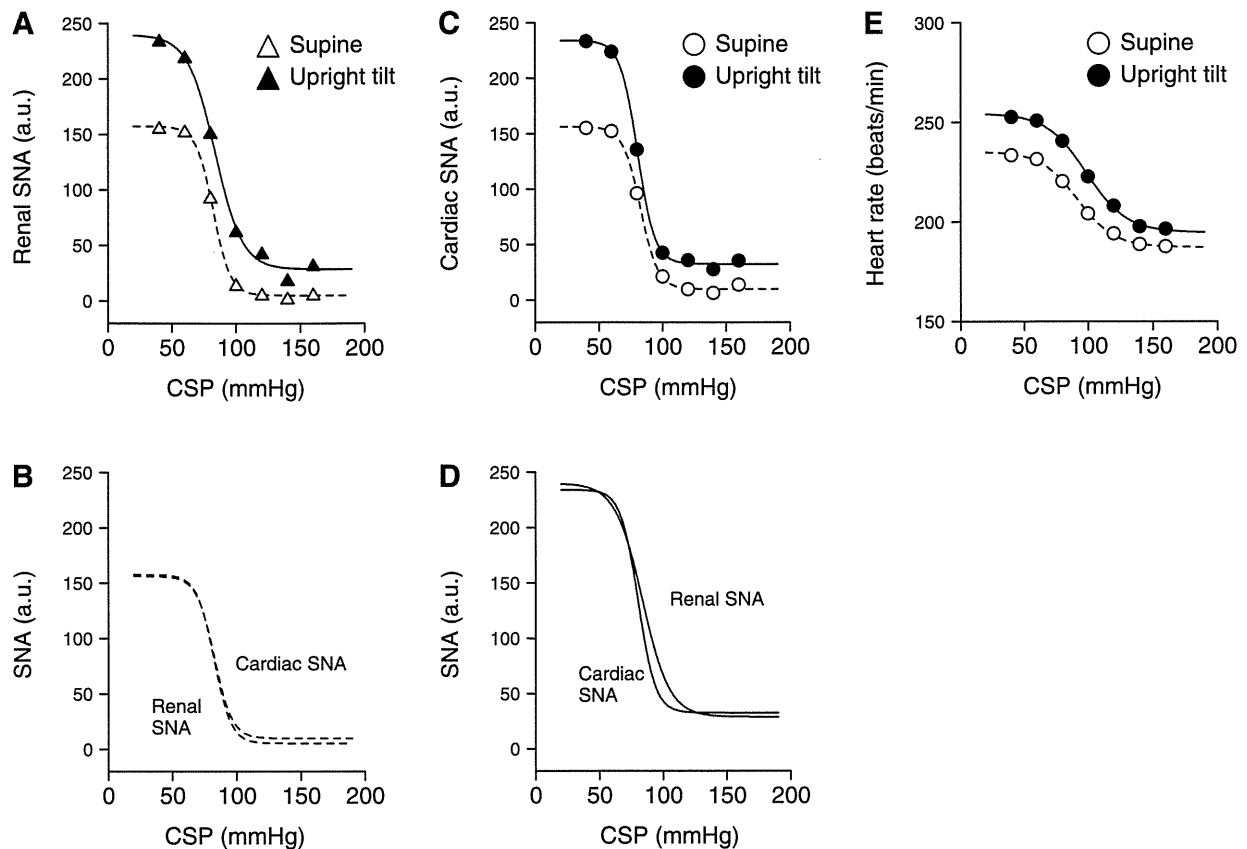 A
Renal SNA (a.u.)
250
200
150
100
50
0
Supine
Upright tilt
0 50 100 150 200
CSP (mmHg)
C
Cardiac SNA (a.u.)
250
200
150
100
50
0
Supine
Upright tilt
0 50 100 150 200
CSP (mmHg)
E
Heart rate (beats/min)
300
250
200
150
Supine
Upright tilt
0 50 100 150 200
CSP (mmHg)
B
SNA (a.u.)
250
200
150
100
50
0
Cardiac SNA
Renal
SNA
0 50 100 150 200
CSP (mmHg)
D
SNA (a.u.)
250
200
150
100
50
0
Renal SNA
Cardiac
SNA
0 50 100 150 200
CSP (mmHg)